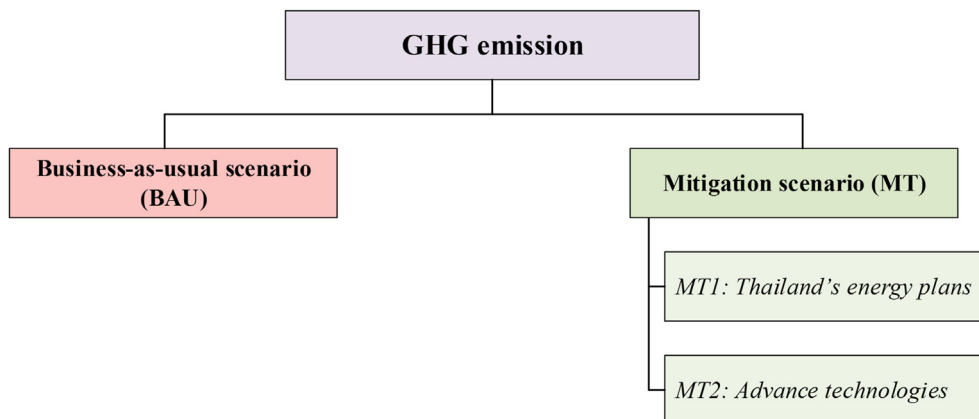 GHG emission
Business-as-usual scenario
(BAU)
Mitigation scenario (MT)
MT1: Thailand’s energy plans
MT2: Advance technologies